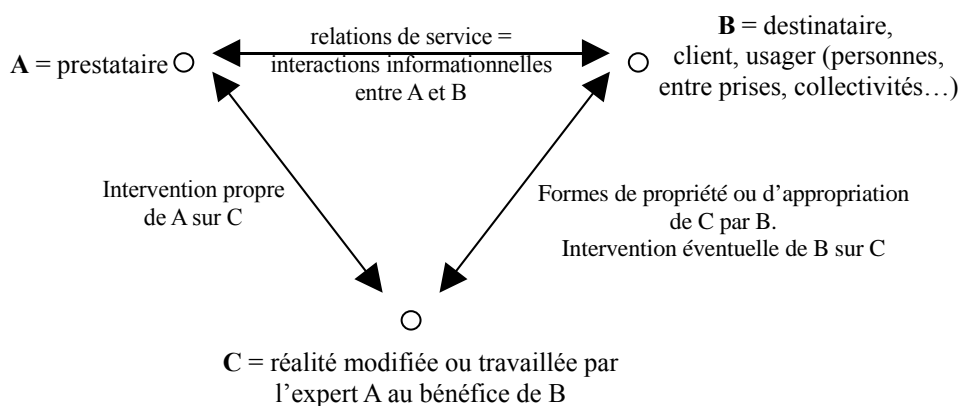 relations de service =
interactions informationnelles
entre A et B
A = prestataire
B = destinataire,
client, usager (personnes,
entre prises, collectivités…)
Intervention propre
de A sur C
Formes de propriété ou d’appropriation
de C par B.
Intervention éventuelle de B sur C
C = réalité modifiée ou travaillée par
l’expert A au bénéfice de B